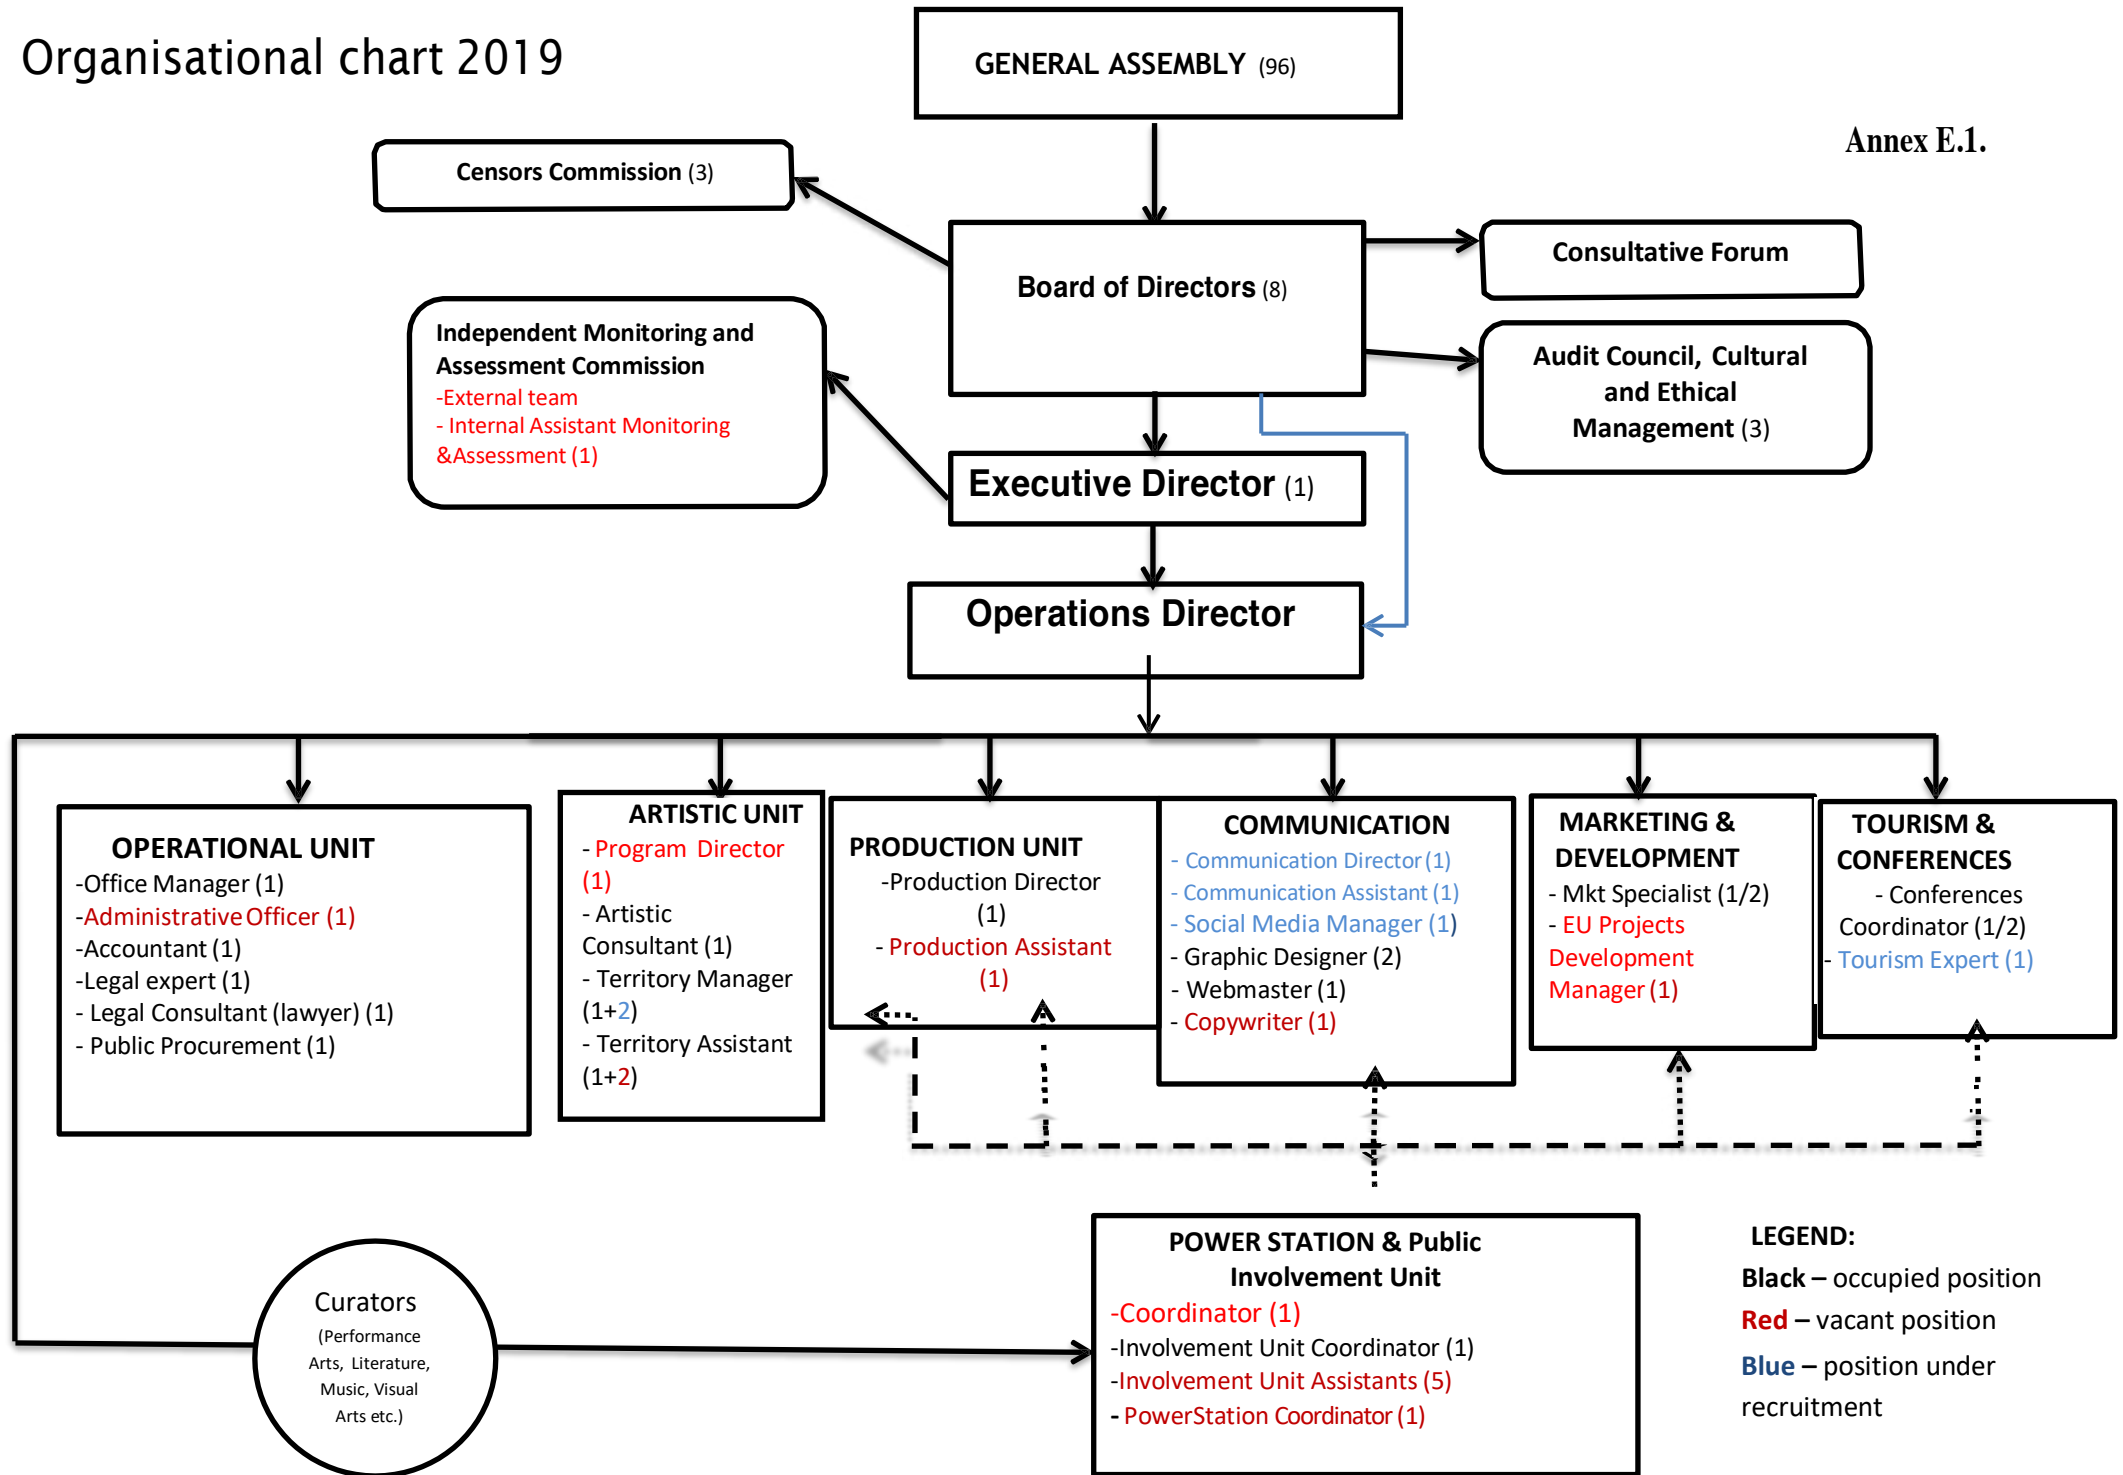 Organisational chart 2019
GENERAL ASSEMBLY (96)
Annex E.1.
Censors Commission (3)
Board of Directors (8)
Consultative Forum
Independent Monitoring and
Assessment Commission
-External team
- Internal Assistant Monitoring
&Assessment (1)
Audit Council, Cultural
and Ethical
Management (3)
Executive Director (1)
Operations Director
OPERATIONAL UNIT
-Office Manager (1)
-Administrative Officer (1)
-Accountant (1)
-Legal expert (1)
- Legal Consultant (lawyer) (1)
- Public Procurement (1)
ARTISTIC UNIT
- Program Director
(1)
- Artistic
Consultant (1)
- Territory Manager
(1+2)
- Territory Assistant
(1+2)
PRODUCTION UNIT
-Production Director
(1)
- Production Assistant
(1)
COMMUNICATION
- Communication Director (1)
- Communication Assistant (1)
- Social Media Manager (1)
- Graphic Designer (2)
- Webmaster (1)
- Copywriter (1)
MARKETING &
DEVELOPMENT
- Mkt Specialist (1/2)
- EU Projects
Development
Manager (1)
TOURISM &
CONFERENCES
- Conferences
Coordinator (1/2)
- Tourism Expert (1)
Curators
(Performance
Arts, Literature,
Music, Visual
Arts etc.)
POWER STATION & Public
Involvement Unit
-Coordinator (1)
-Involvement Unit Coordinator (1)
-Involvement Unit Assistants (5)
- PowerStation Coordinator (1)
LEGEND:
Black – occupied position
Red – vacant position
Blue – position under
recruitment